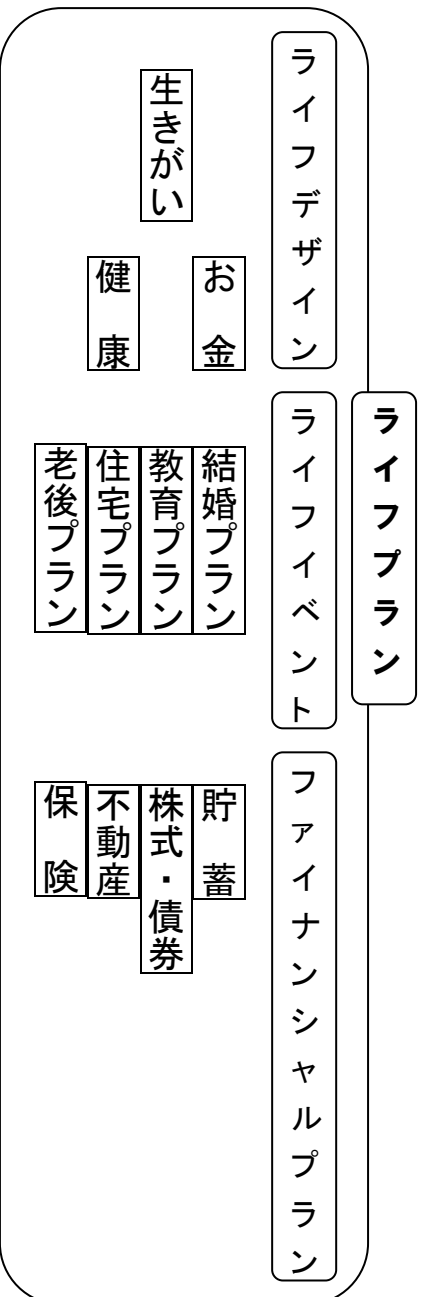 ライフプラン
ライフデザイン
お金
生きがい
健康
ライフイベント
結婚プラン
教育プラン
住宅プラン
老後プラン
ファイナンシャルプラン
貯蓄
株式・債券
不動産
保険